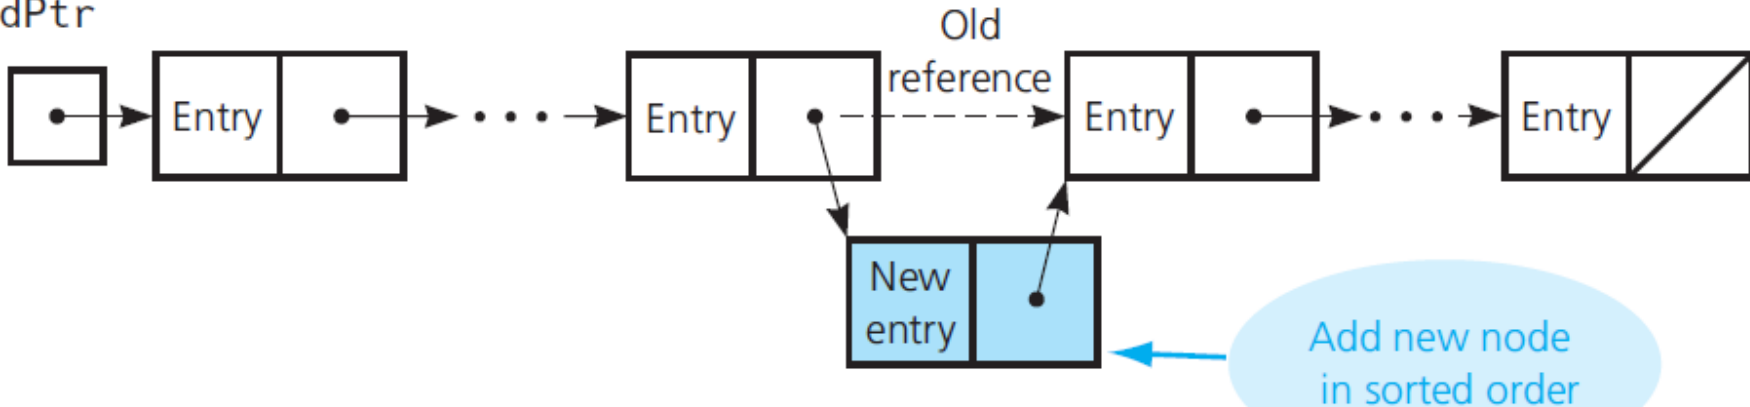 dPtr
Old
reference
Entry
Entry
Entry
Entry
New
entry
Add new node
in sorted order